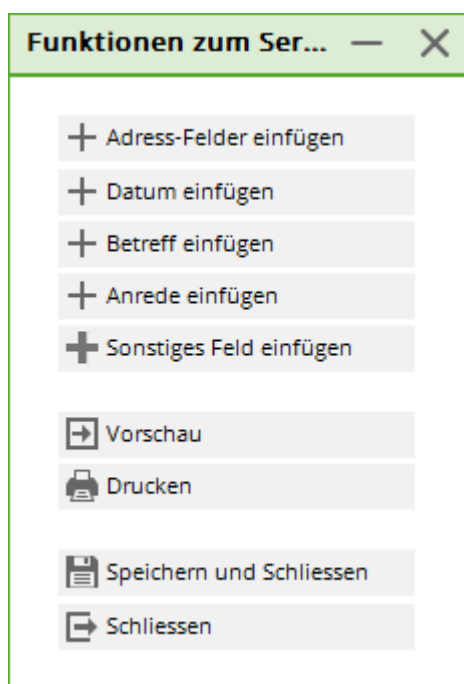 Funktionen zum Ser...
Adress-Felder einfügen
Datum einfügen
Betreff einfügen
Anrede einfügen
Sonstiges Feld einfügen
Vorschau
Drucken
Speichern und Schliessen
Schliessen